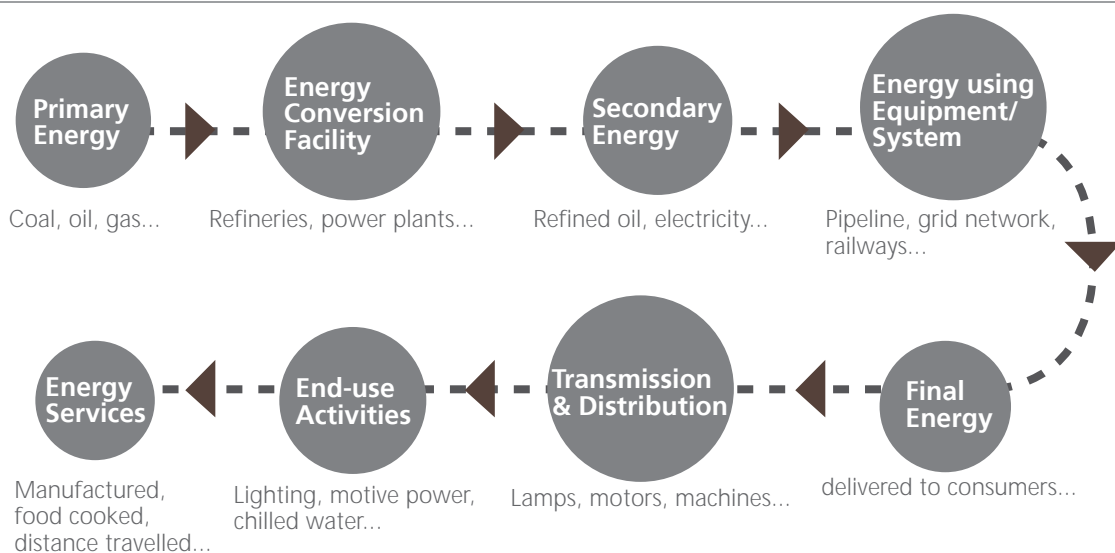 Primary
Energy
Coal, oil, gas...
Energy
Conversion
Facility
Refineries, power plants...
Secondary
Energy
Refined oil, electricity...
Energy using
Equipment/
System
Pipeline, grid network,
railways...
Final
Energy
delivered to consumers...
Transmission
& Distribution
Lamps, motors, machines...
End-use
Activities
Lighting, motive power,
chilled water...
Energy
Services
Manufactured,
food cooked,
distance travelled...